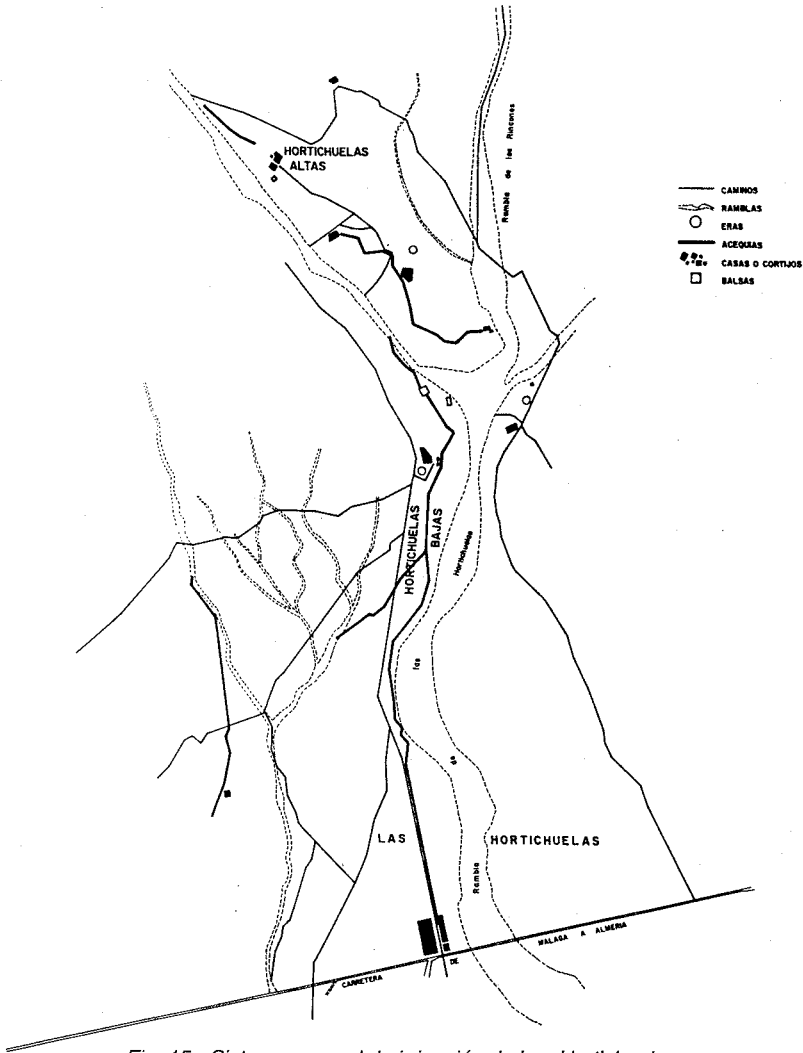 Rambla de los Rincones
HORTICHUELAS
ALTAS
CAMINOS
RAMBLAS
ERAS
ACEQUIAS
CASAS O CORTIJOS
BALSAS
HORTICHUELAS
BAJAS
Rambla de las Hortichuelas
LAS HORTICHUELAS
CARRETERA DE MALAGA A ALMERIA